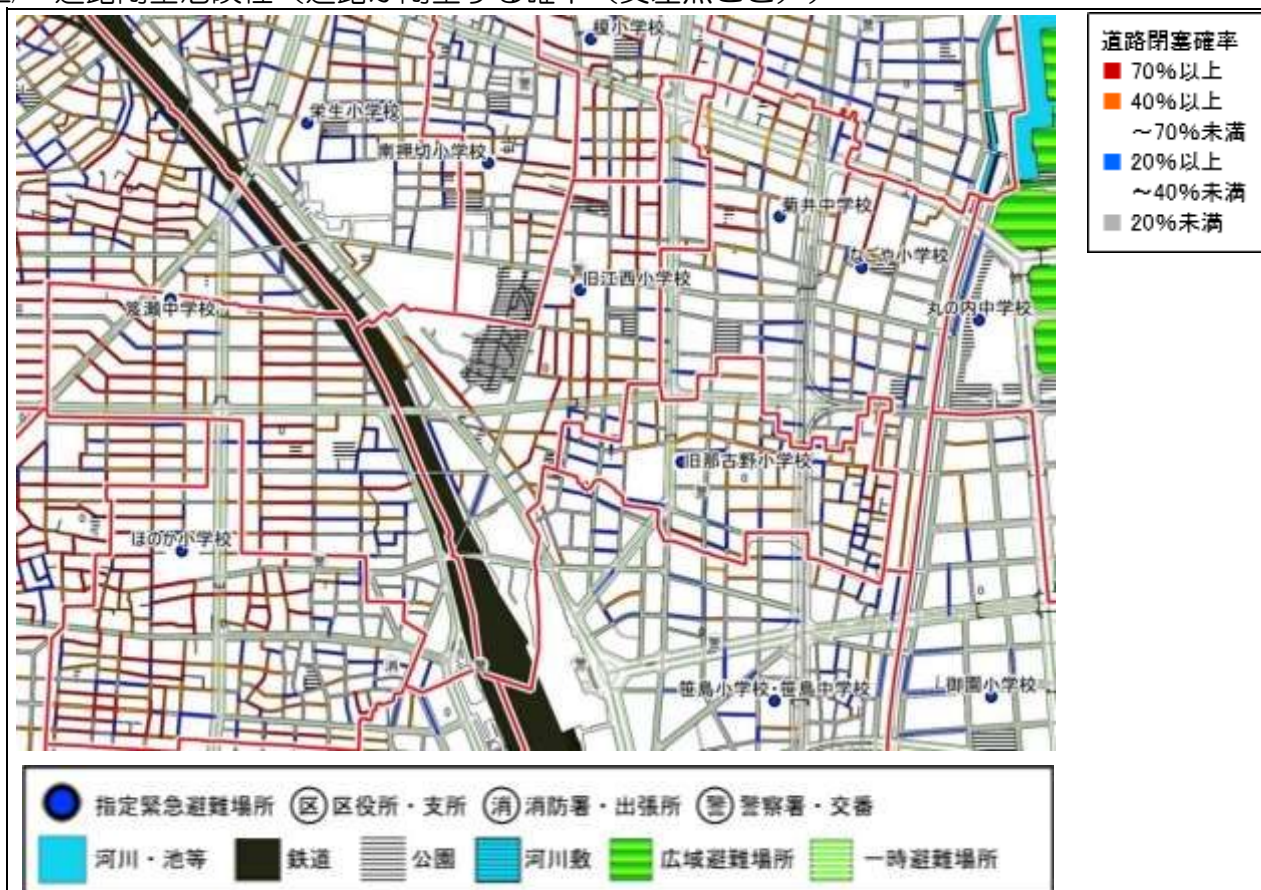 道路閉塞確率
70%以上
40%以上
～70%未満
20%以上
～40%未満
20%未満
榎小学校
栄生小学校
南押切小学校
菊井中学校
なごや小学校
旧江西小学校
笈瀬中学校
丸の内中学校
旧那古野小学校
ほのか小学校
消
笹島小学校・笹島中学校
御園小学校
指定緊急避難場所 区 区役所・支所 消 消防署・出張所 警 警察署・交番
河川・池等 鉄道 公園 河川敷 広域避難場所 一時避難場所